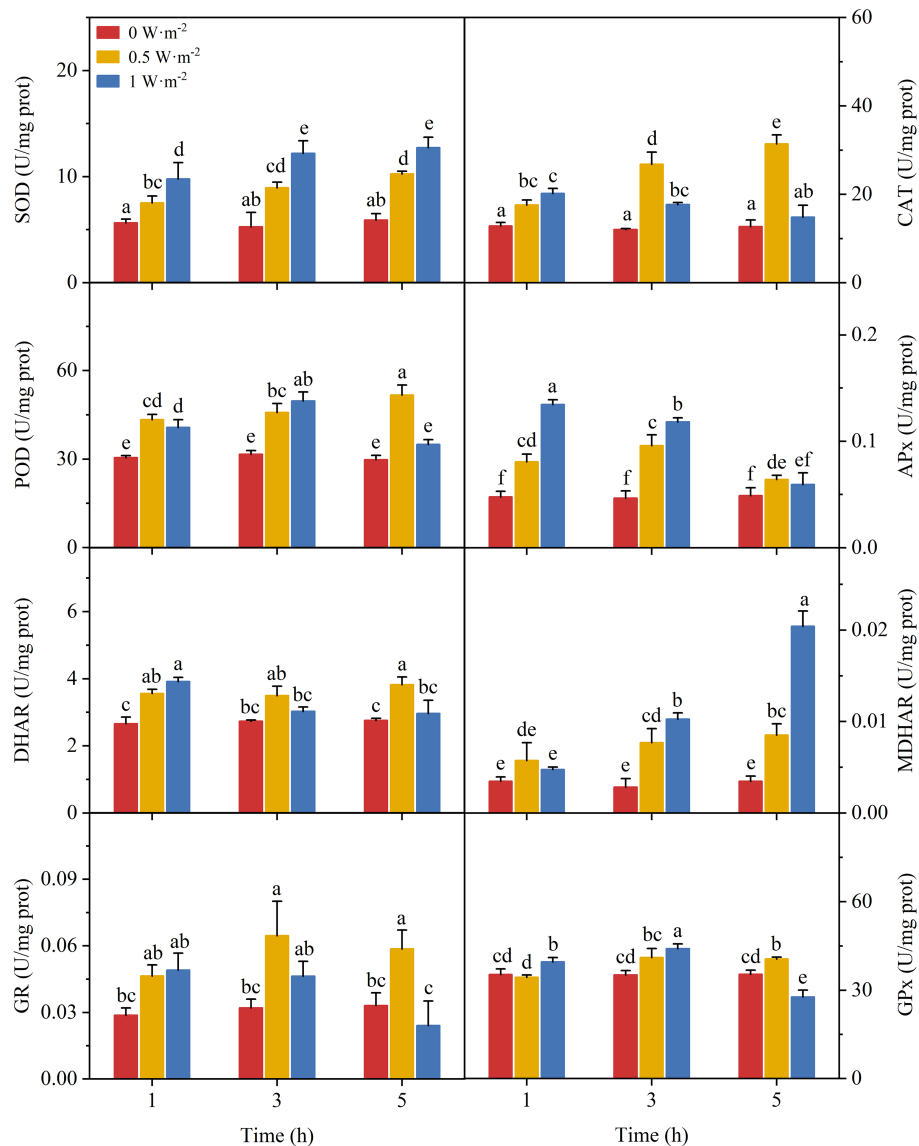 0 W·m-2
0.5 W·m-2
1 W·m-2
SOD (U/mg prot)
20
10
0
a bc d ab cd e ab d e
CAT (U/mg prot)
60
40
20
0
a bc c a d bc a e ab
POD (U/mg prot)
60
30
0
e cd d e bc ab e a e
APx (U/mg prot)
0.2
0.1
0.0
f cd a f c b f de ef
DHAR (U/mg prot)
6
4
2
0
c ab a bc ab bc c a bc
MDHAR (U/mg prot)
0.02
0.01
0.00
e de e e cd b e bc a
GR (U/mg prot)
0.09
0.06
0.03
0.00
bc ab ab bc a ab bc a c
GPx (U/mg prot)
60
30
0
cd d b cd bc a cd b e
1 3 5
1 3 5
Time (h)
Time (h)